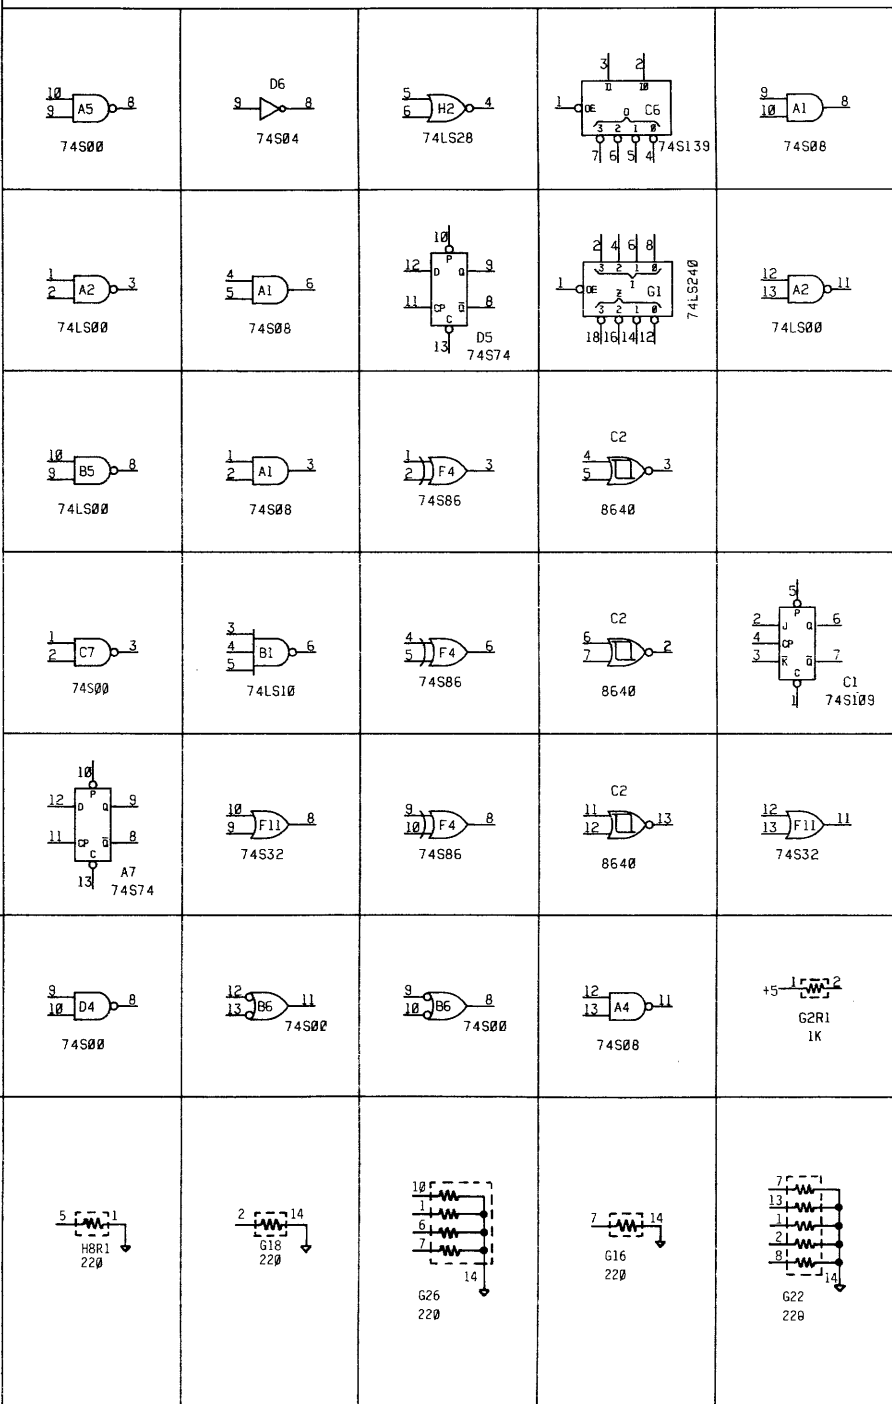 10 9 A5 8
74S00
D6
9 8
74S04
5 6 H2 4
74LS28
3 2
I1 I0
1 OE O C6
3 2 1 0
7 6 5 4
74S139
9 10 A1 8
74S08
1 2 A2 3
74LS00
4 5 A1 6
74S08
10
P
12 D Q 9
11 CP Q̅ 8
C
13
D5
74S74
2 4 6 8
3 2 1 0
I
1 OE G1
Z
3 2 1 0
18 16 14 12
74LS240
12 13 A2 11
74LS00
10 9 B5 8
74LS00
1 2 A1 3
74S08
1 2 F4 3
74S86
C2
4 5 3
8640
1 2 C7 3
74S00
3 4 5 B1 6
74LS10
4 5 F4 6
74S86
C2
6 7 2
8640
5
P
2 J Q 6
4 CP
3 K̅ Q̅ 7
C
1
C1
74S109
10
P
12 D Q 9
11 CP Q̅ 8
C
13
A7
74S74
10 9 F11 8
74S32
9 10 F4 8
74S86
C2
11 12 13
8640
12 13 F11 11
74S32
9 10 D4 8
74S00
12 13 B6 11
74S00
9 10 B6 8
74S00
12 13 A4 11
74S08
+5 1 2
G2R1
1K
5 1
H8R1
220
2 14
G18
220
10
1
6
7
14
G26
220
7 14
G16
220
7
13
1
2
8
14
G22
220